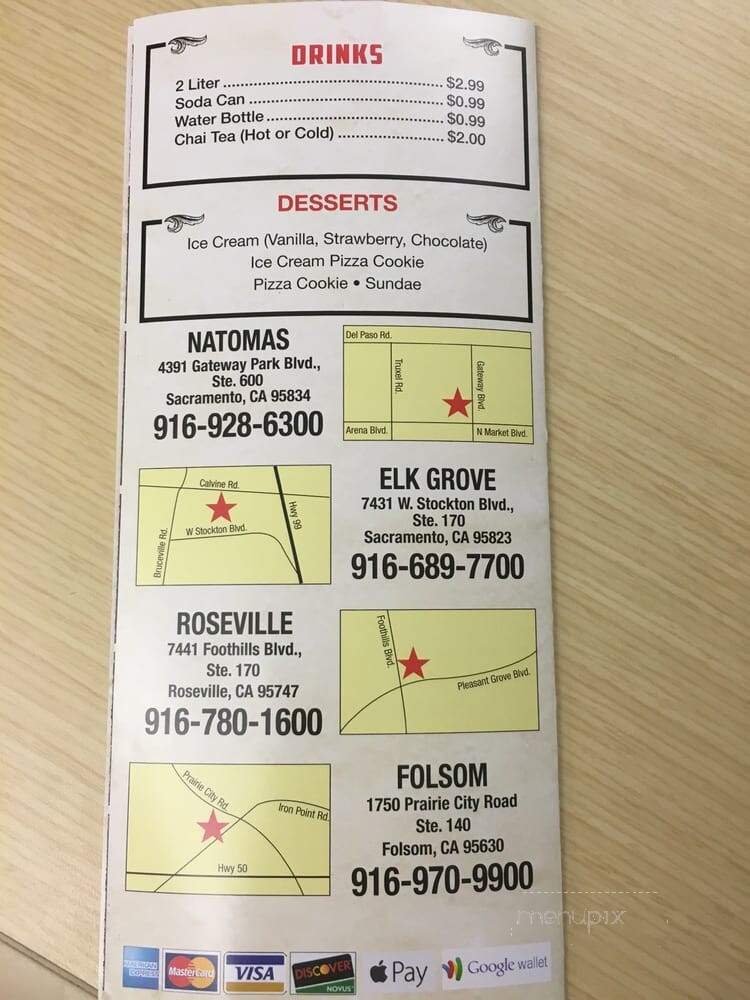 DRINKS
2 Liter ........................................ $2.99
Soda Can .................................... $0.99
Water Bottle ................................. $0.99
Chai Tea (Hot or Cold) ..................... $2.00
DESSERTS
Ice Cream (Vanilla, Strawberry, Chocolate)
Ice Cream Pizza Cookie
Pizza Cookie • Sundae
NATOMAS
4391 Gateway Park Blvd.,
Ste. 600
Sacramento, CA 95834
916-928-6300
Del Paso Rd.
Truxel Rd.
Gateway Blvd.
Arena Blvd.
N Market Blvd.
Calvine Rd.
Hwy 99
W Stockton Blvd.
Bruceville Rd.
ELK GROVE
7431 W. Stockton Blvd.,
Ste. 170
Sacramento, CA 95823
916-689-7700
ROSEVILLE
7441 Foothills Blvd.,
Ste. 170
Roseville, CA 95747
916-780-1600
Foothills Blvd.
Pleasant Grove Blvd.
Prairie City Rd.
Iron Point Rd.
Hwy 50
FOLSOM
1750 Prairie City Road
Ste. 140
Folsom, CA 95630
916-970-9900
menupix
AMERICAN EXPRESS
MasterCard
VISA
DISCOVER
NOVUS
Pay
Google wallet